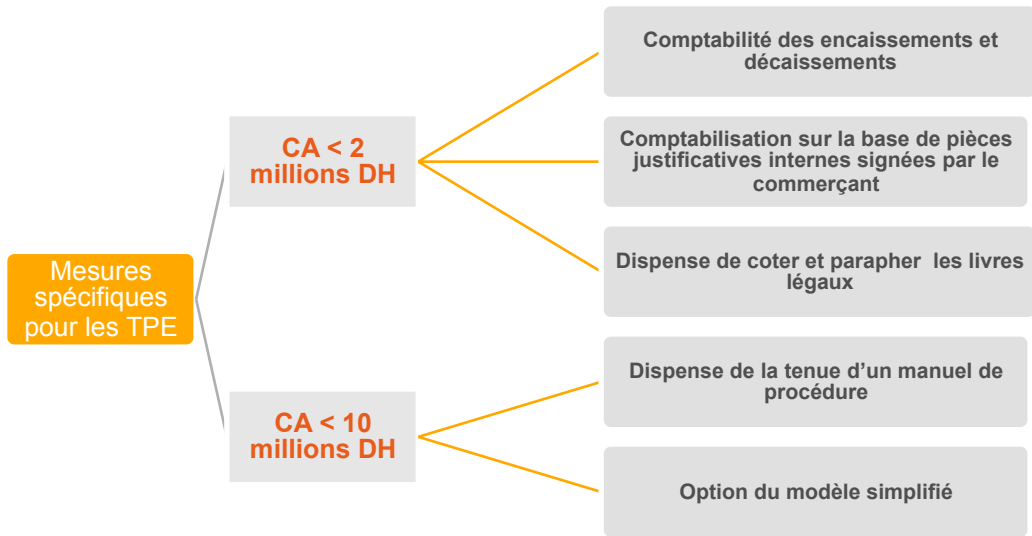 Mesures
spécifiques
pour les TPE
CA < 2
millions DH
Comptabilité des encaissements et
décaissements
Comptabilisation sur la base de pièces
justificatives internes signées par le
commerçant
Dispense de coter et parapher les livres
légaux
CA < 10
millions DH
Dispense de la tenue d’un manuel de
procédure
Option du modèle simplifié